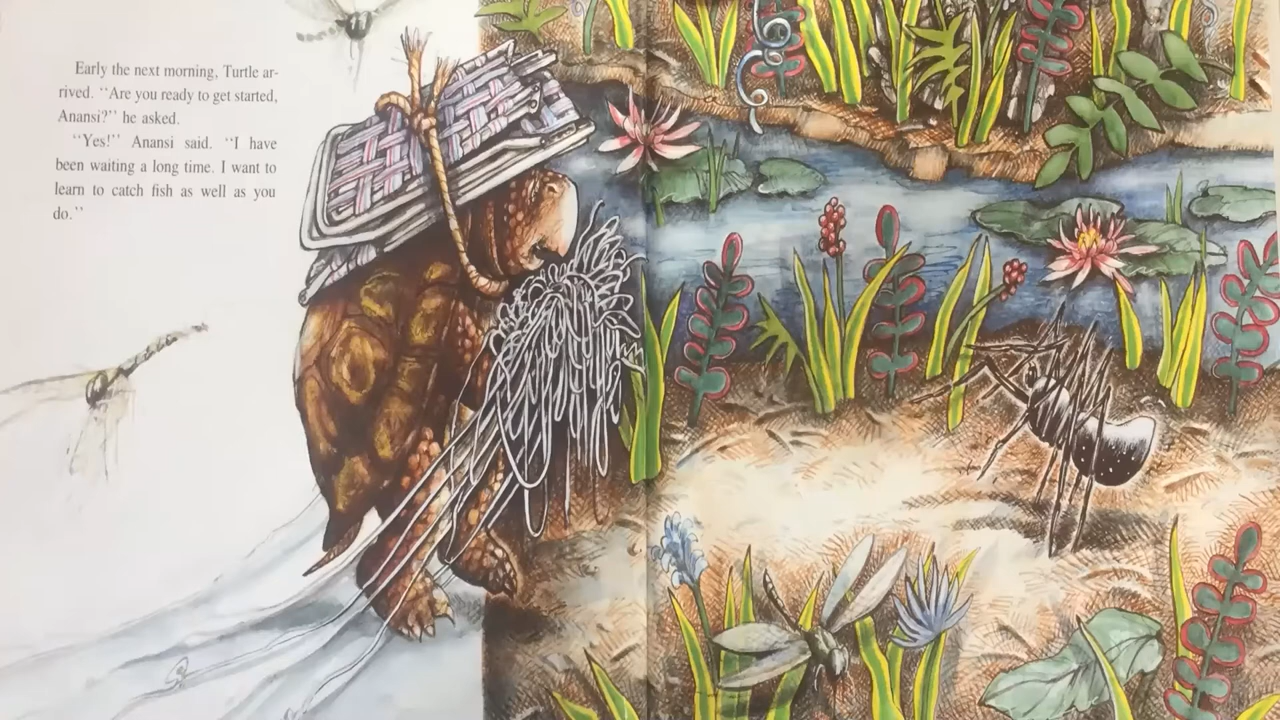 Early the next morning, Turtle ar-
rived. ‘‘Are you ready to get started,
Anansi?’’ he asked.
‘‘Yes!’’ Anansi said. ‘‘I have
been waiting a long time. I want to
learn to catch fish as well as you
do.’’